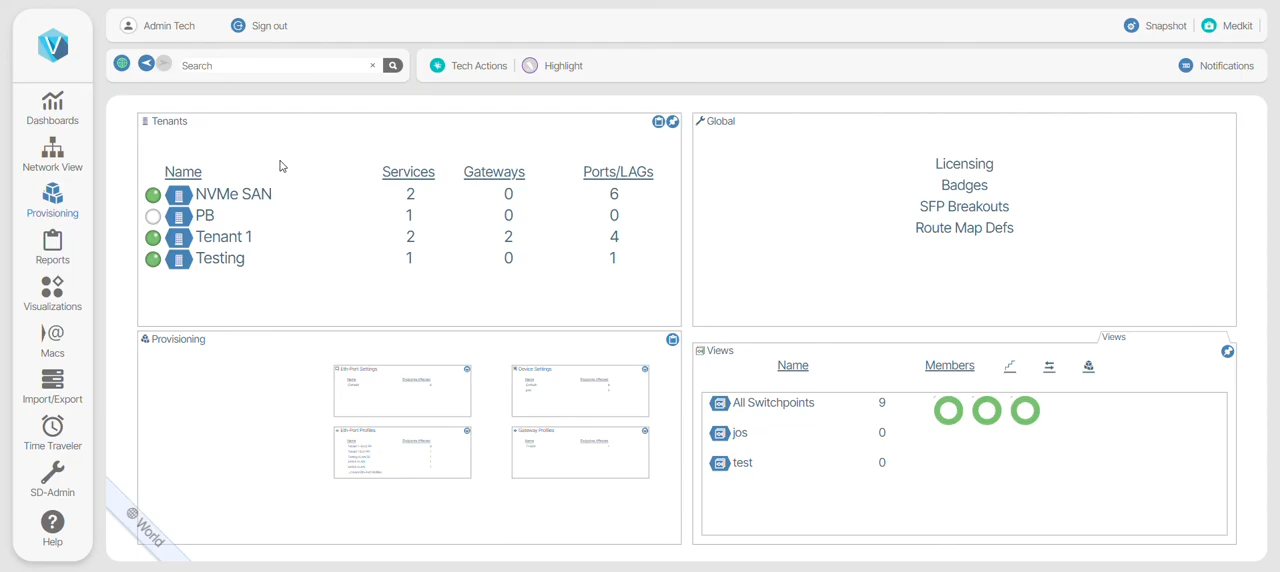 Admin Tech
Sign out
Snapshot
Medkit
Search
Tech Actions
Highlight
Notifications
Dashboards
Network View
Provisioning
Reports
Visualizations
Macs
Import/Export
Time Traveler
SD-Admin
Help
Tenants
Name Services Gateways Ports/LAGs
NVMe SAN 2 0 6
PB 1 0 0
Tenant 1 2 2 4
Testing 1 0 1
Global
Licensing
Badges
SFP Breakouts
Route Map Defs
Provisioning
Eth-Port Settings
Name
Device Settings
Name
Eth-Port Profiles
Name
Gateway Profiles
Name
World
Views
Views
Name Members
All Switchpoints 9
jos 0
test 0